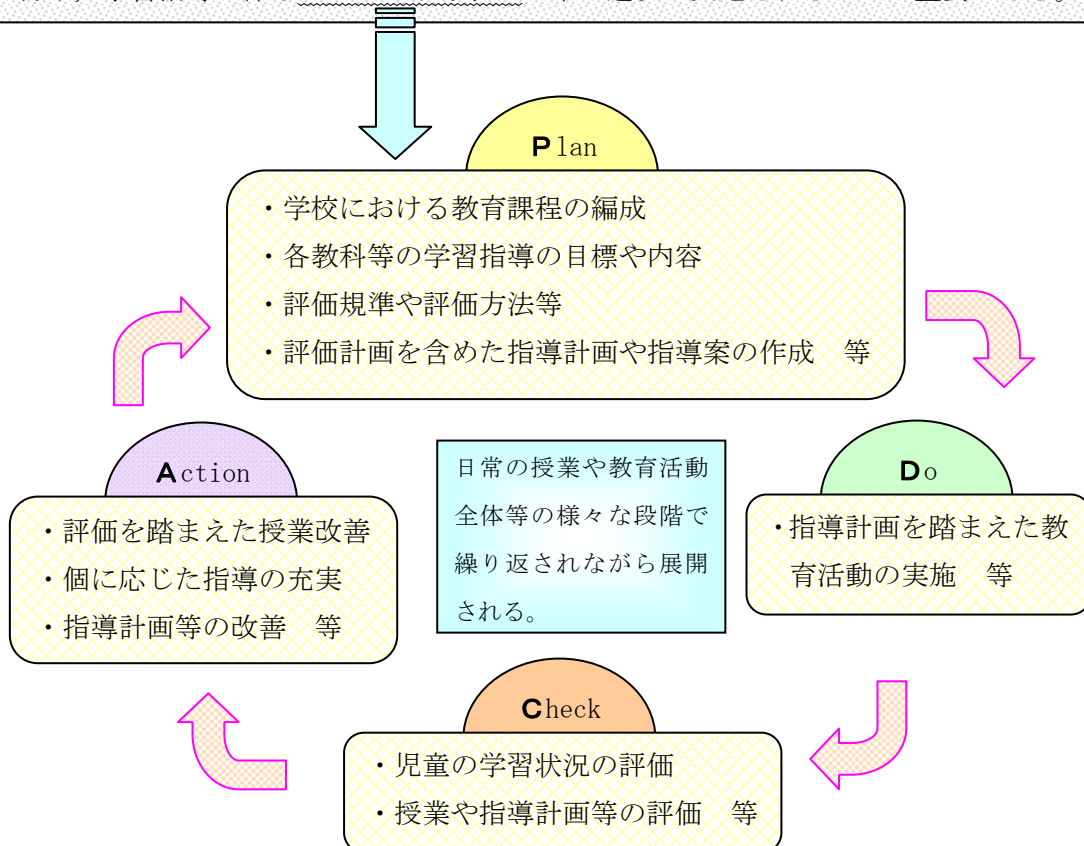 Plan
・学校における教育課程の編成
・各教科等の学習指導の目標や内容
・評価規準や評価方法等
・評価計画を含めた指導計画や指導案の作成　等
Action
・評価を踏まえた授業改善
・個に応じた指導の充実
・指導計画等の改善　等
日常の授業や教育活動
全体等の様々な段階で
繰り返されながら展開
される。
Do
・指導計画を踏まえた教
育活動の実施　等
Check
・児童の学習状況の評価
・授業や指導計画等の評価　等